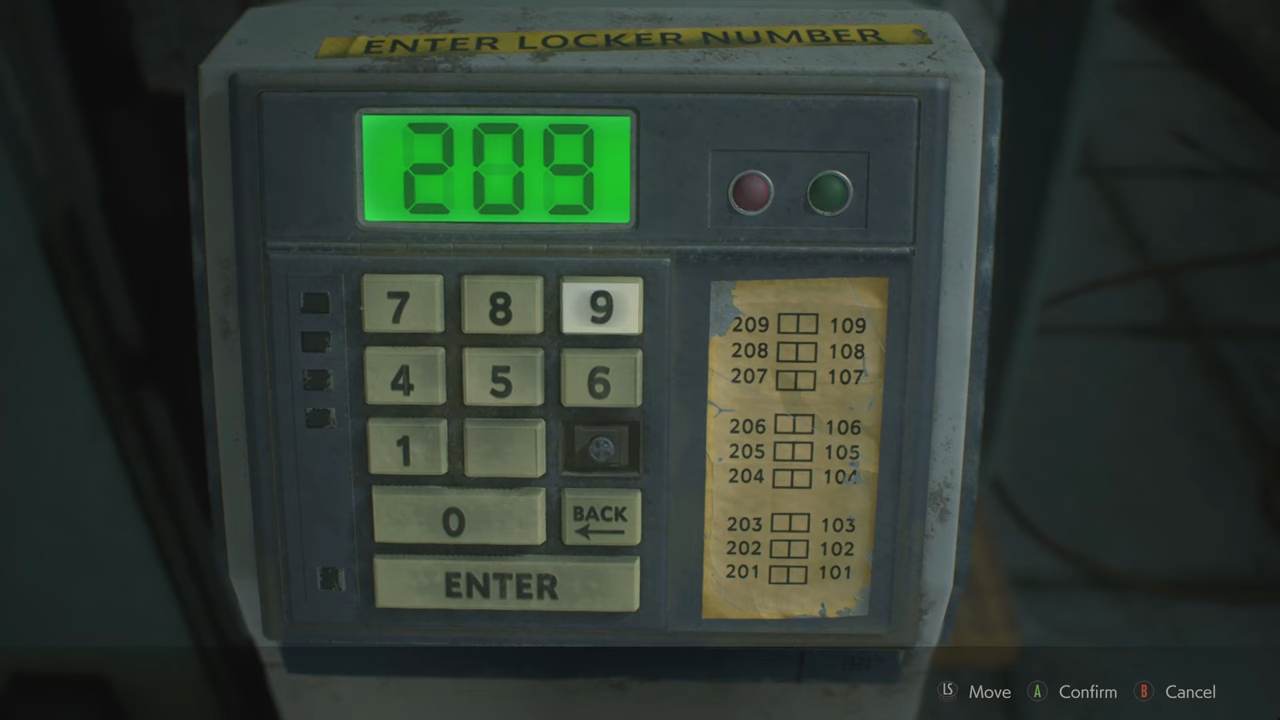 ENTER LOCKER NUMBER
209
7 8 9
4 5 6
1
0 BACK
ENTER
209 109
208 108
207 107
206 106
205 105
204 104
203 103
202 102
201 101
LS Move A Confirm B Cancel